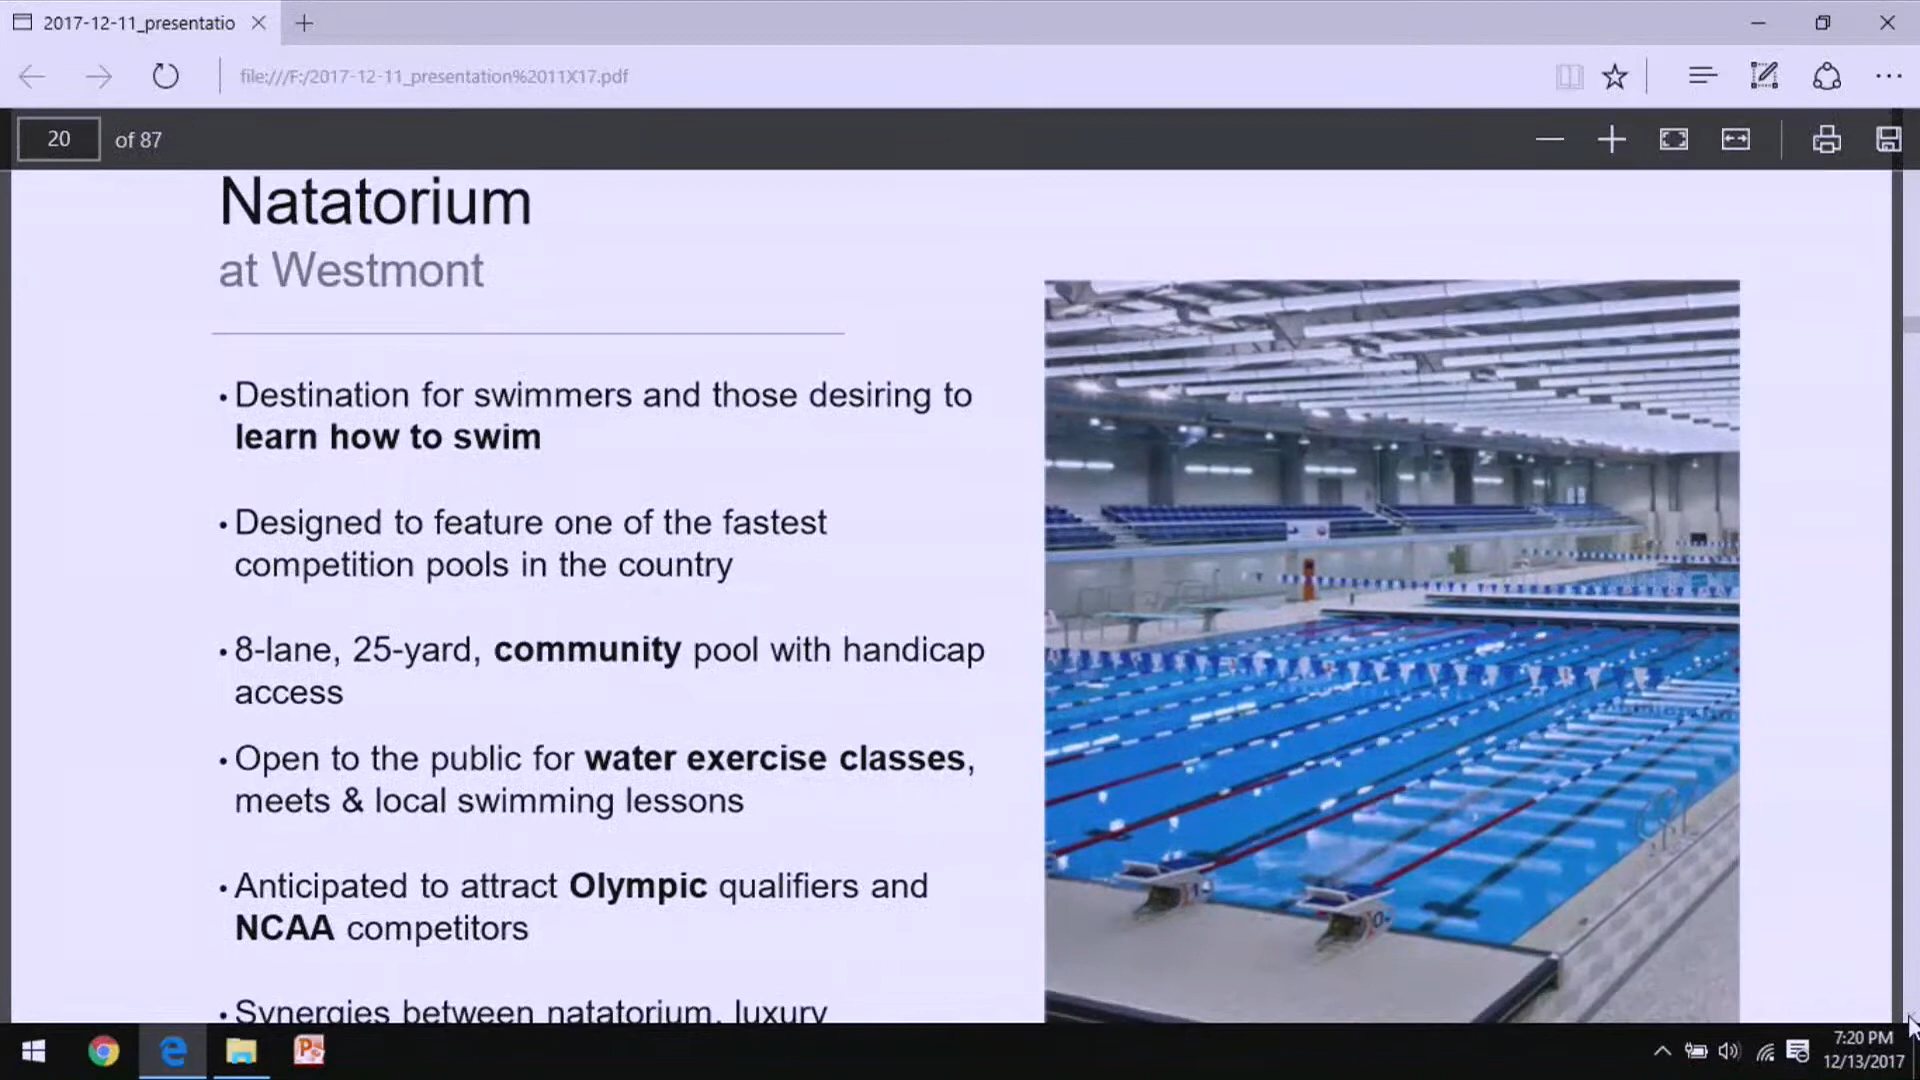 2017-12-11_presentatio
file:///F:/2017-12-11_presentation%2011X17.pdf
20 of 87
Natatorium
at Westmont
• Destination for swimmers and those desiring to
learn how to swim
• Designed to feature one of the fastest
competition pools in the country
• 8-lane, 25-yard, community pool with handicap
access
• Open to the public for water exercise classes,
meets & local swimming lessons
• Anticipated to attract Olympic qualifiers and
NCAA competitors
• Synergies between natatorium, luxury
7:20 PM
12/13/2017